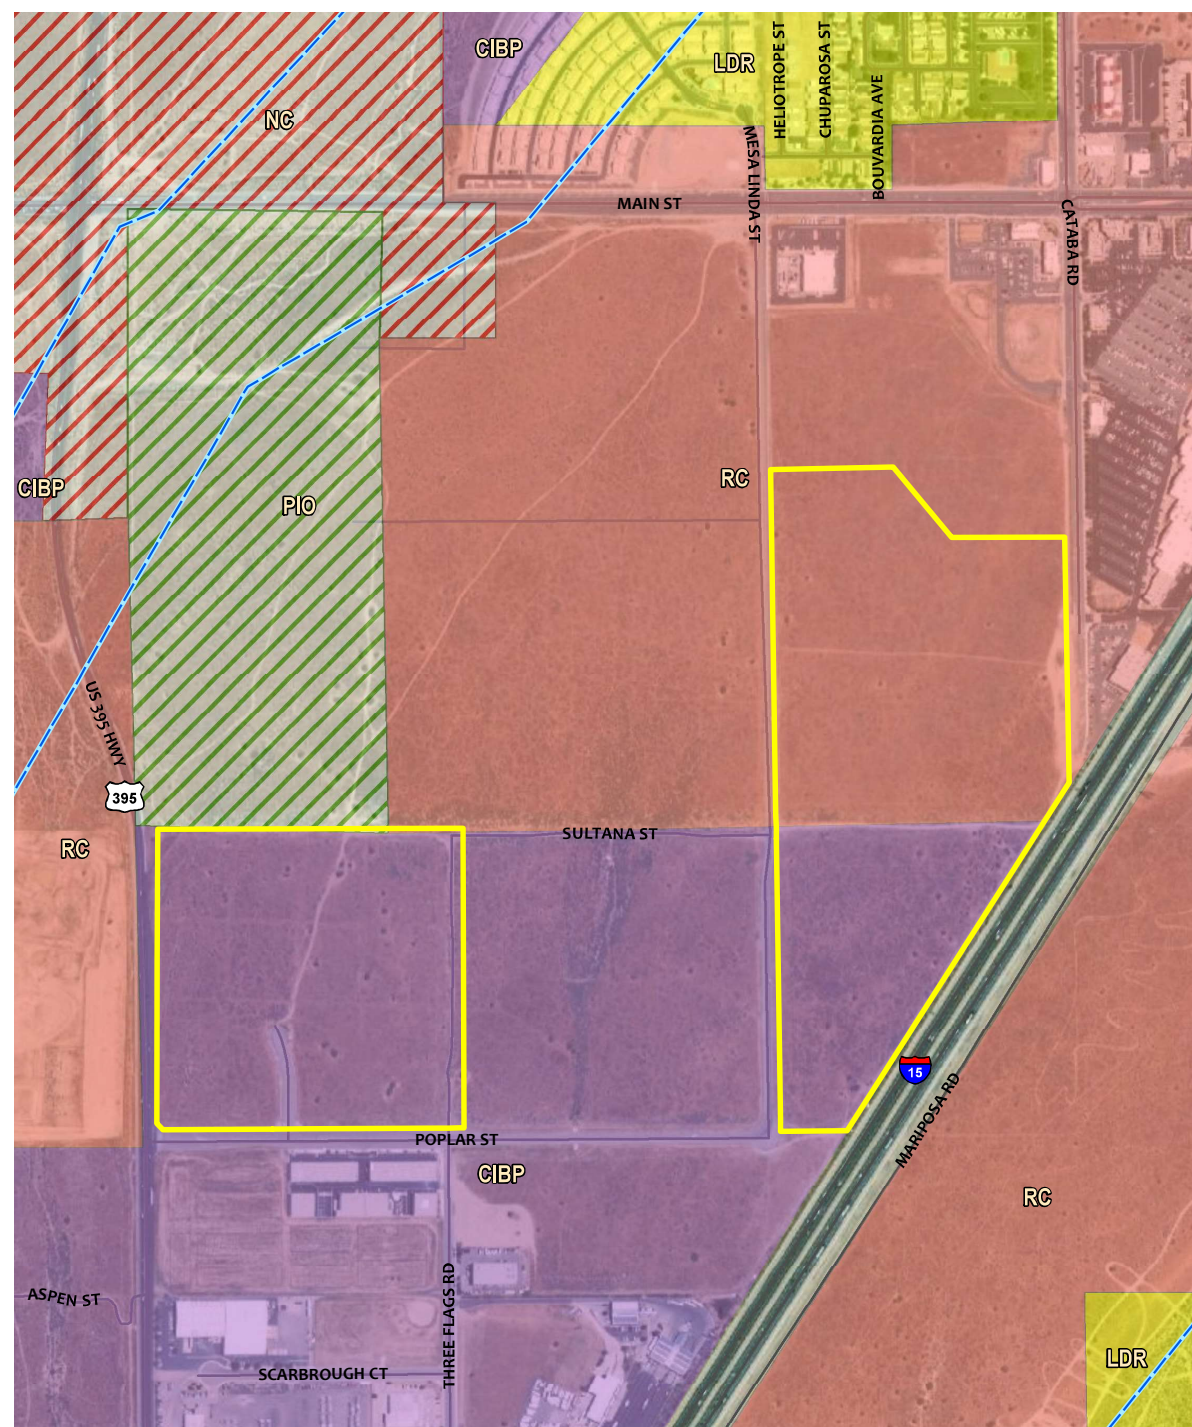 CIBP
LDR
HELIOTROPE ST
CHUPAROSA ST
BOUVARDIA AVE
NC
MESA LINDA ST
MAIN ST
CATABA RD
CIBP
PIO
RC
US 395 HWY
395
RC
SULTANA ST
15
MARIPOSA RD
POPLAR ST
CIBP
RC
ASPEN ST
THREE FLAGS RD
SCARBROUGH CT
LDR